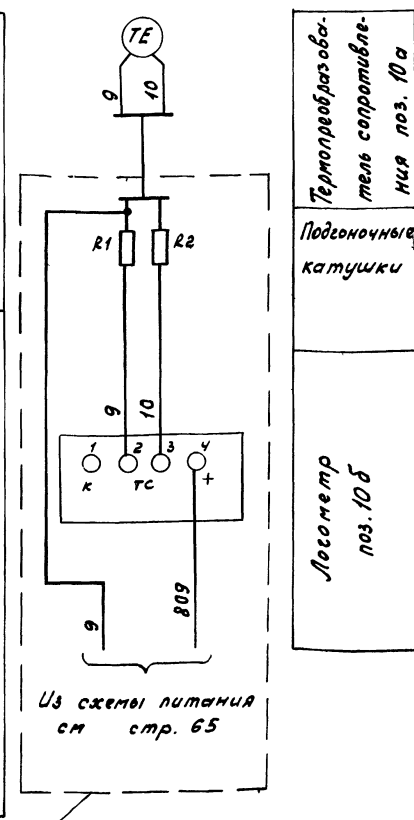 TE
9
10
R1
R2
9
10
1
2
3
4
К
ТС
+
9
809
Из схемы питания
см стр. 65
Термопреобразова-
тель сопротивле-
ния поз. 10а
Подгоночные
катушки
Логометр
поз. 10б